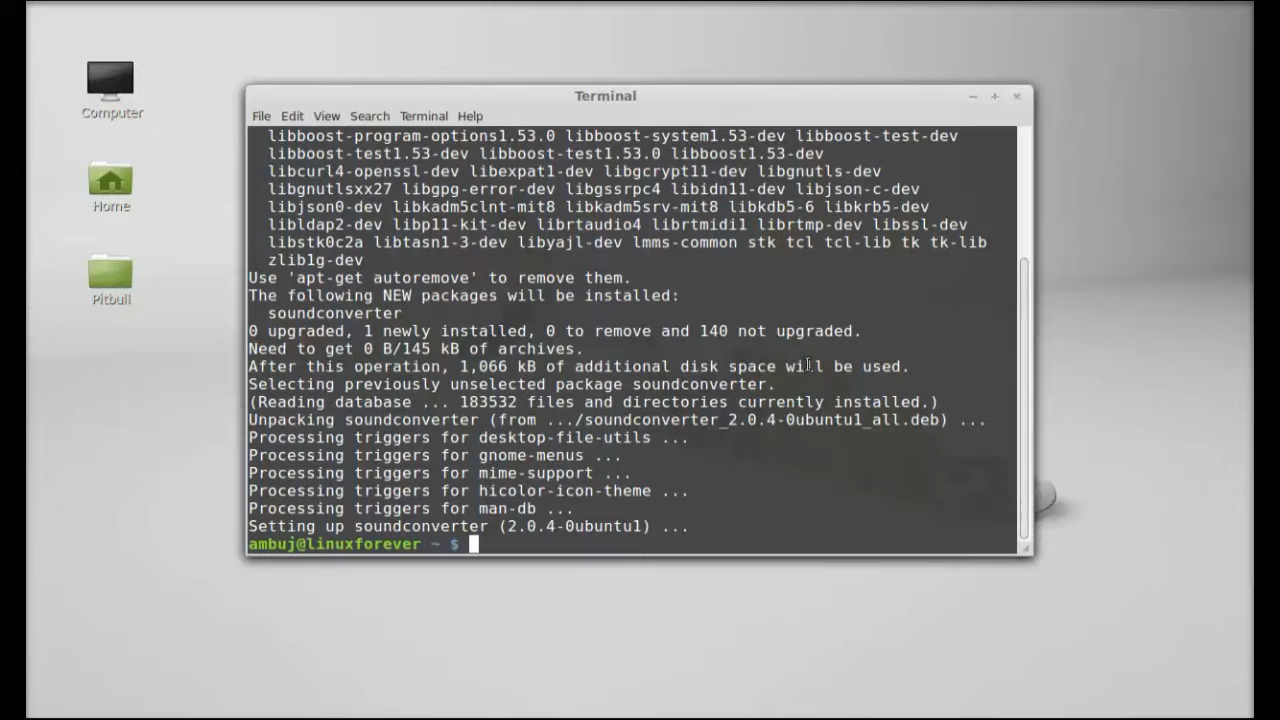 Computer
Home
Pitbull
Terminal
File Edit View Search Terminal Help
libboost-program-options1.53.0 libboost-system1.53-dev libboost-test-dev
libboost-test1.53-dev libboost-test1.53.0 libboost1.53-dev
libcurl4-openssl-dev libexpat1-dev libgcrypt11-dev libgnutls-dev
libgnutlsxx27 libgpg-error-dev libgssrpc4 libidn11-dev libjson-c-dev
libjson0-dev libkadm5clnt-mit8 libkadm5srv-mit8 libkdb5-6 libkrb5-dev
libldap2-dev libp11-kit-dev librtaudio4 librtmidi1 librtmp-dev libssl-dev
libstk0c2a libtasn1-3-dev libyajl-dev lmms-common stk tcl tcl-lib tk tk-lib
zlib1g-dev
Use 'apt-get autoremove' to remove them.
The following NEW packages will be installed:
soundconverter
0 upgraded, 1 newly installed, 0 to remove and 140 not upgraded.
Need to get 0 B/145 kB of archives.
After this operation, 1,066 kB of additional disk space will be used.
Selecting previously unselected package soundconverter.
(Reading database ... 183532 files and directories currently installed.)
Unpacking soundconverter (from .../soundconverter_2.0.4-0ubuntu1_all.deb) ...
Processing triggers for desktop-file-utils ...
Processing triggers for gnome-menus ...
Processing triggers for mime-support ...
Processing triggers for hicolor-icon-theme ...
Processing triggers for man-db ...
Setting up soundconverter (2.0.4-0ubuntu1) ...
ambuj@linuxforever ~ $